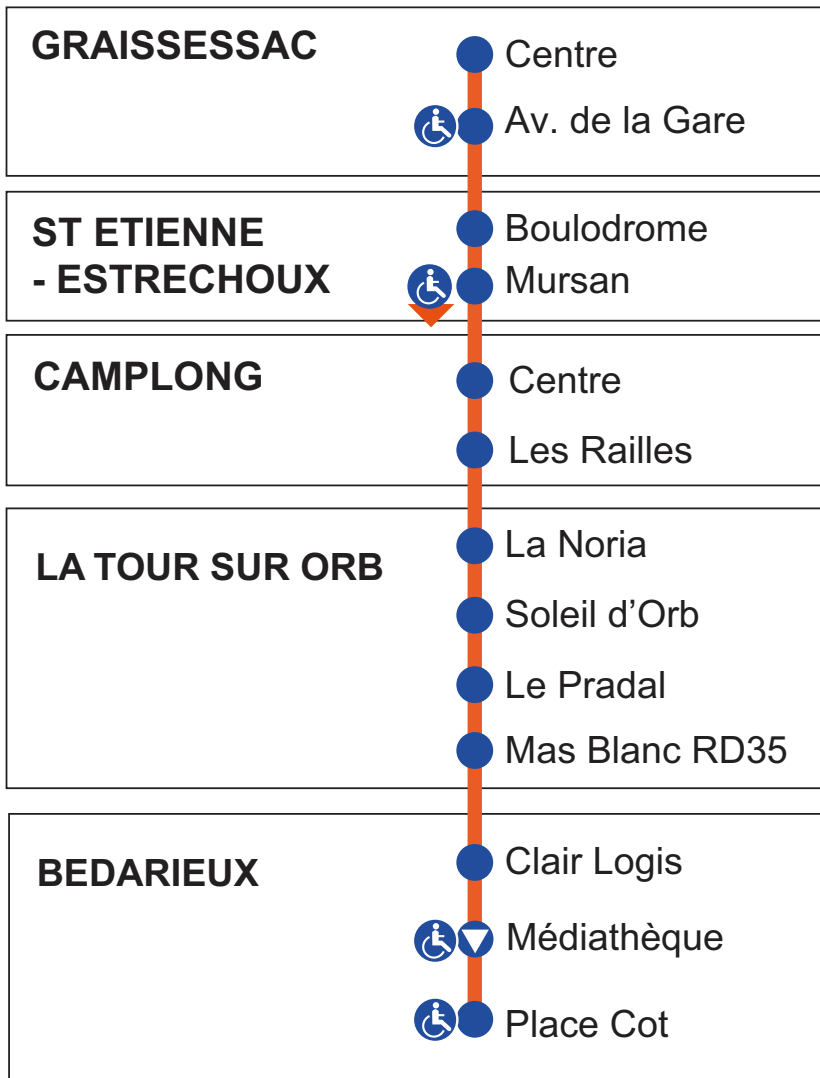 GRAISSESSAC
Centre
Av. de la Gare
ST ETIENNE
- ESTRECHOUX
Boulodrome
Mursan
CAMPLONG
Centre
Les Railles
LA TOUR SUR ORB
La Noria
Soleil d’Orb
Le Pradal
Mas Blanc RD35
BEDARIEUX
Clair Logis
Médiathèque
Place Cot